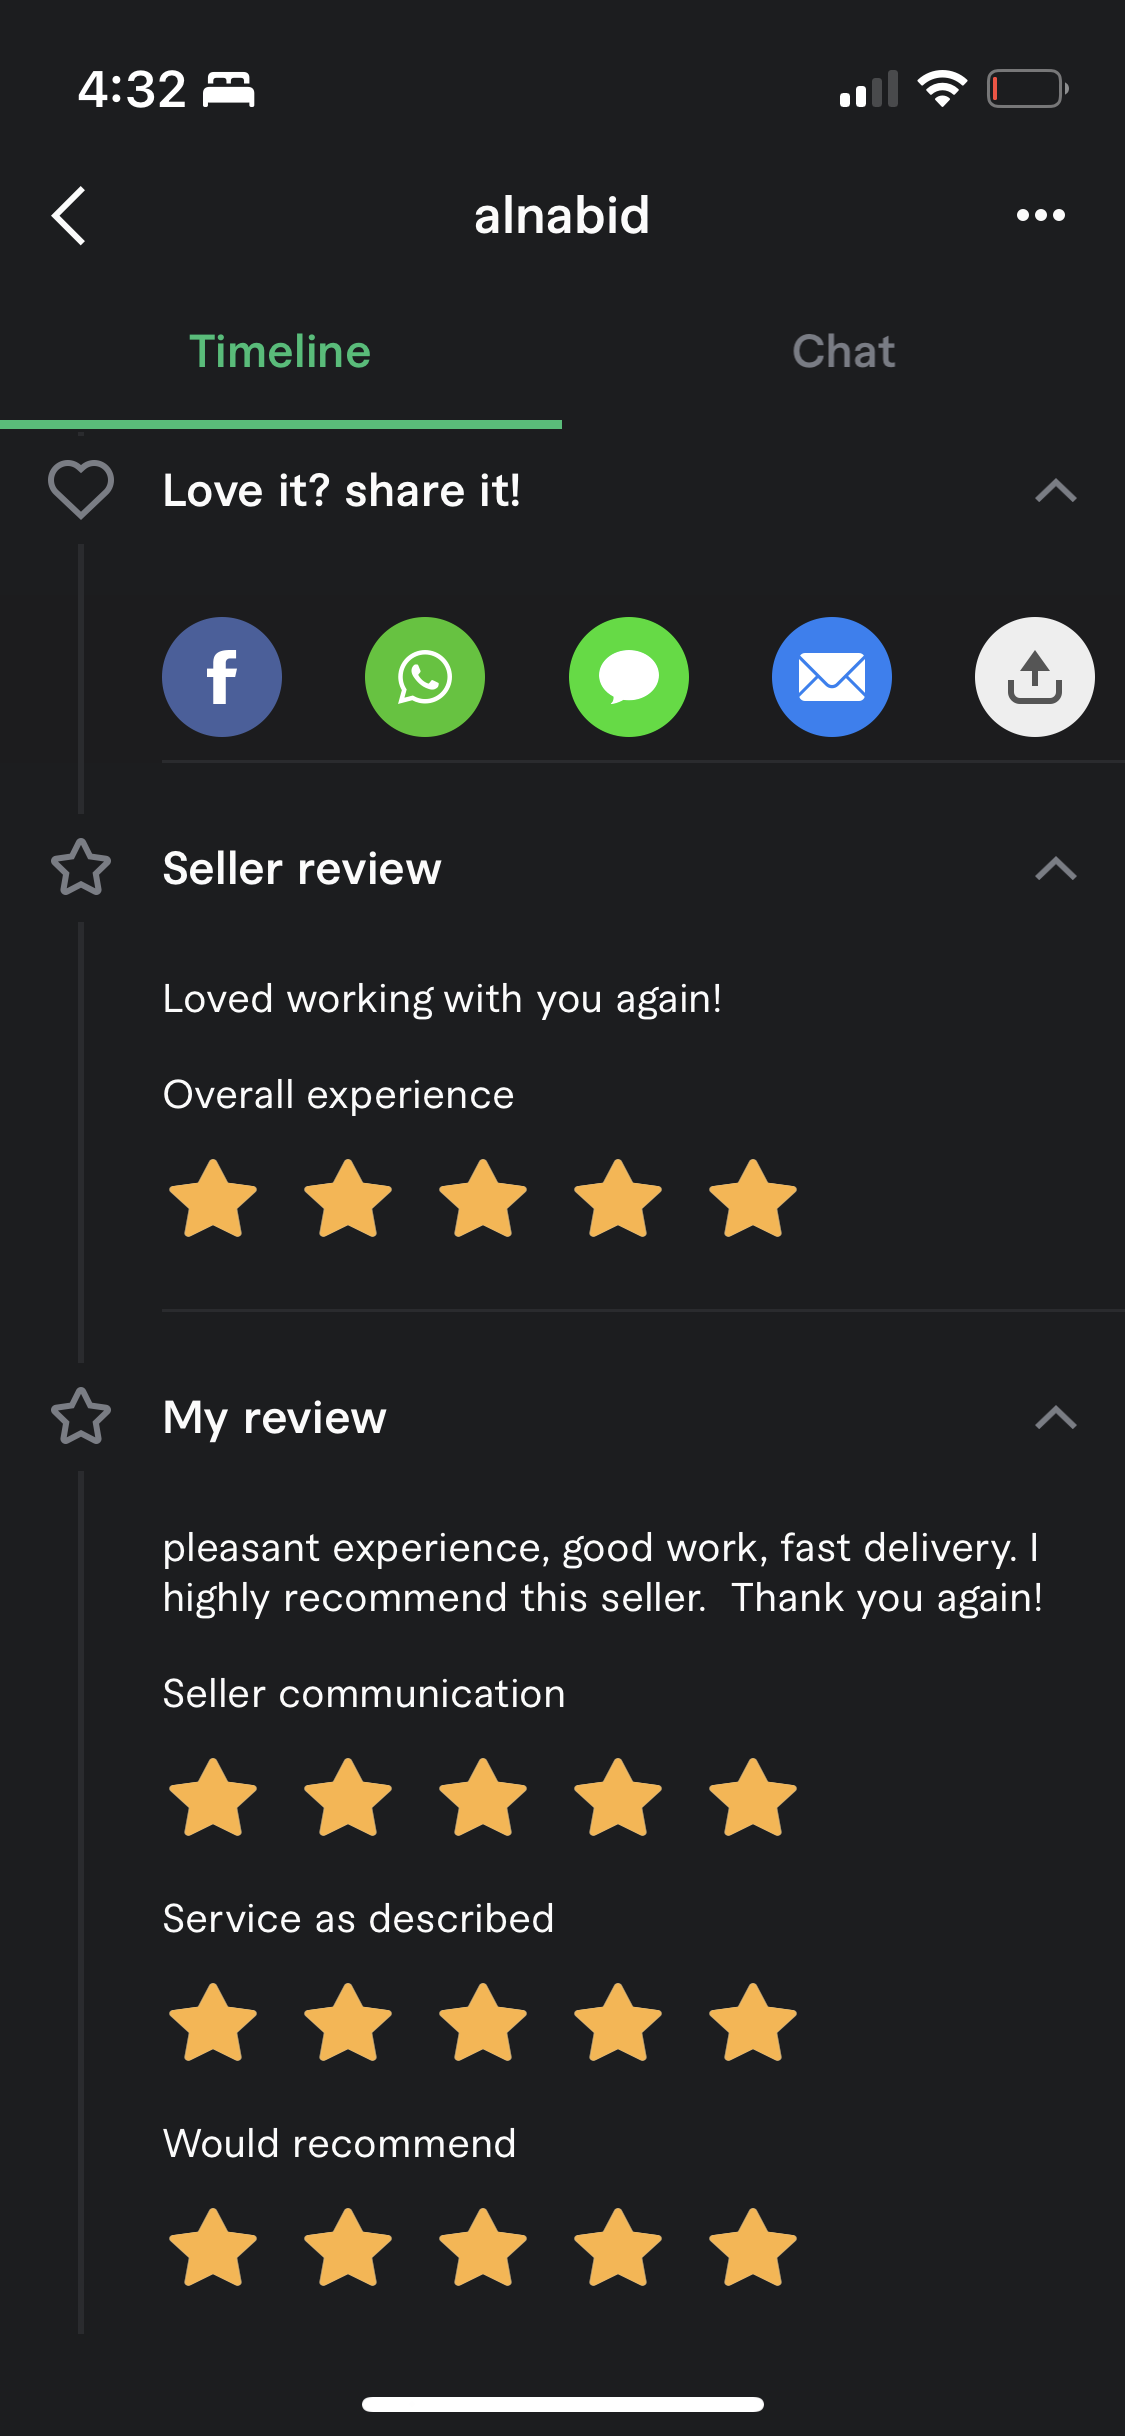 4:32
alnabid
Timeline
Chat
Love it? share it!
Seller review
Loved working with you again!
Overall experience
My review
pleasant experience, good work, fast delivery. I
highly recommend this seller.  Thank you again!
Seller communication
Service as described
Would recommend